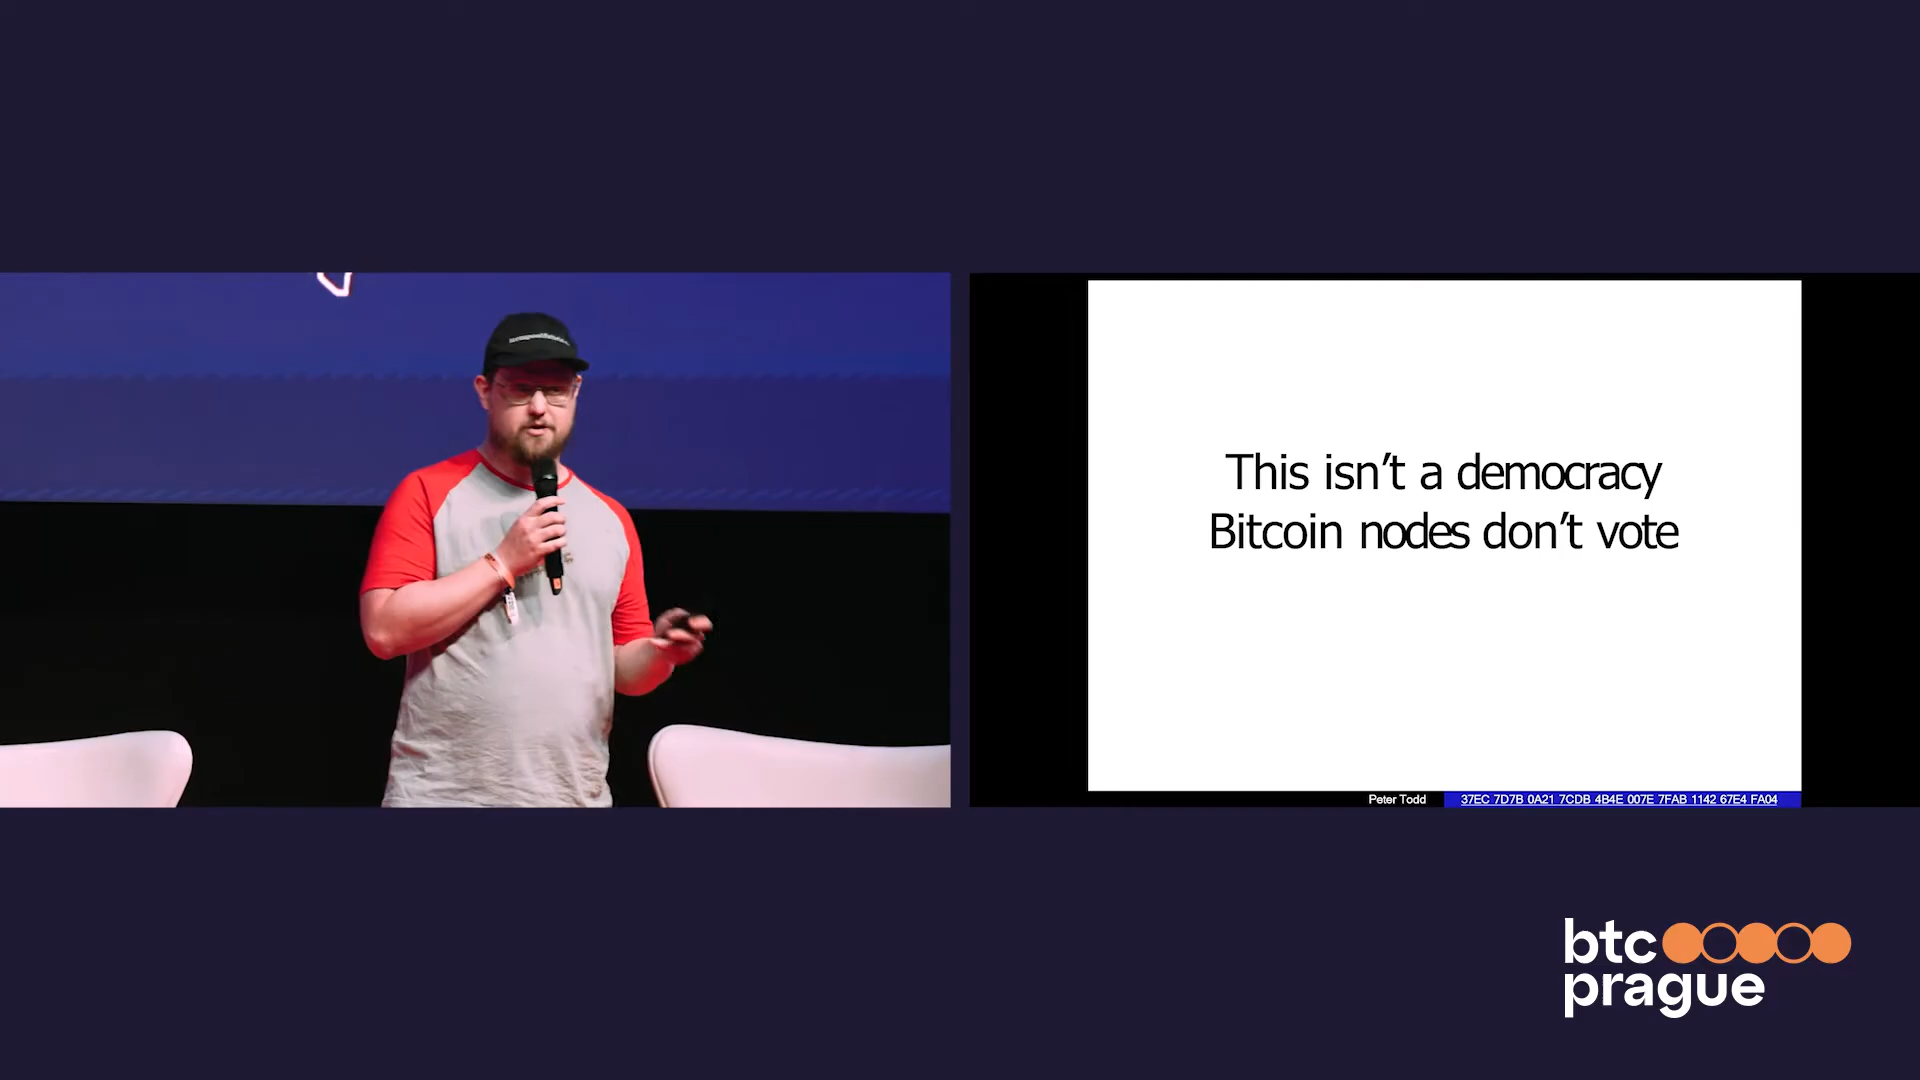 This isn’t a democracy
Bitcoin nodes don’t vote
Peter Todd
37EC 7D7B 0A21 7CDB 4B4E 007E 7FAB 1142 67E4 FA04
btc
prague